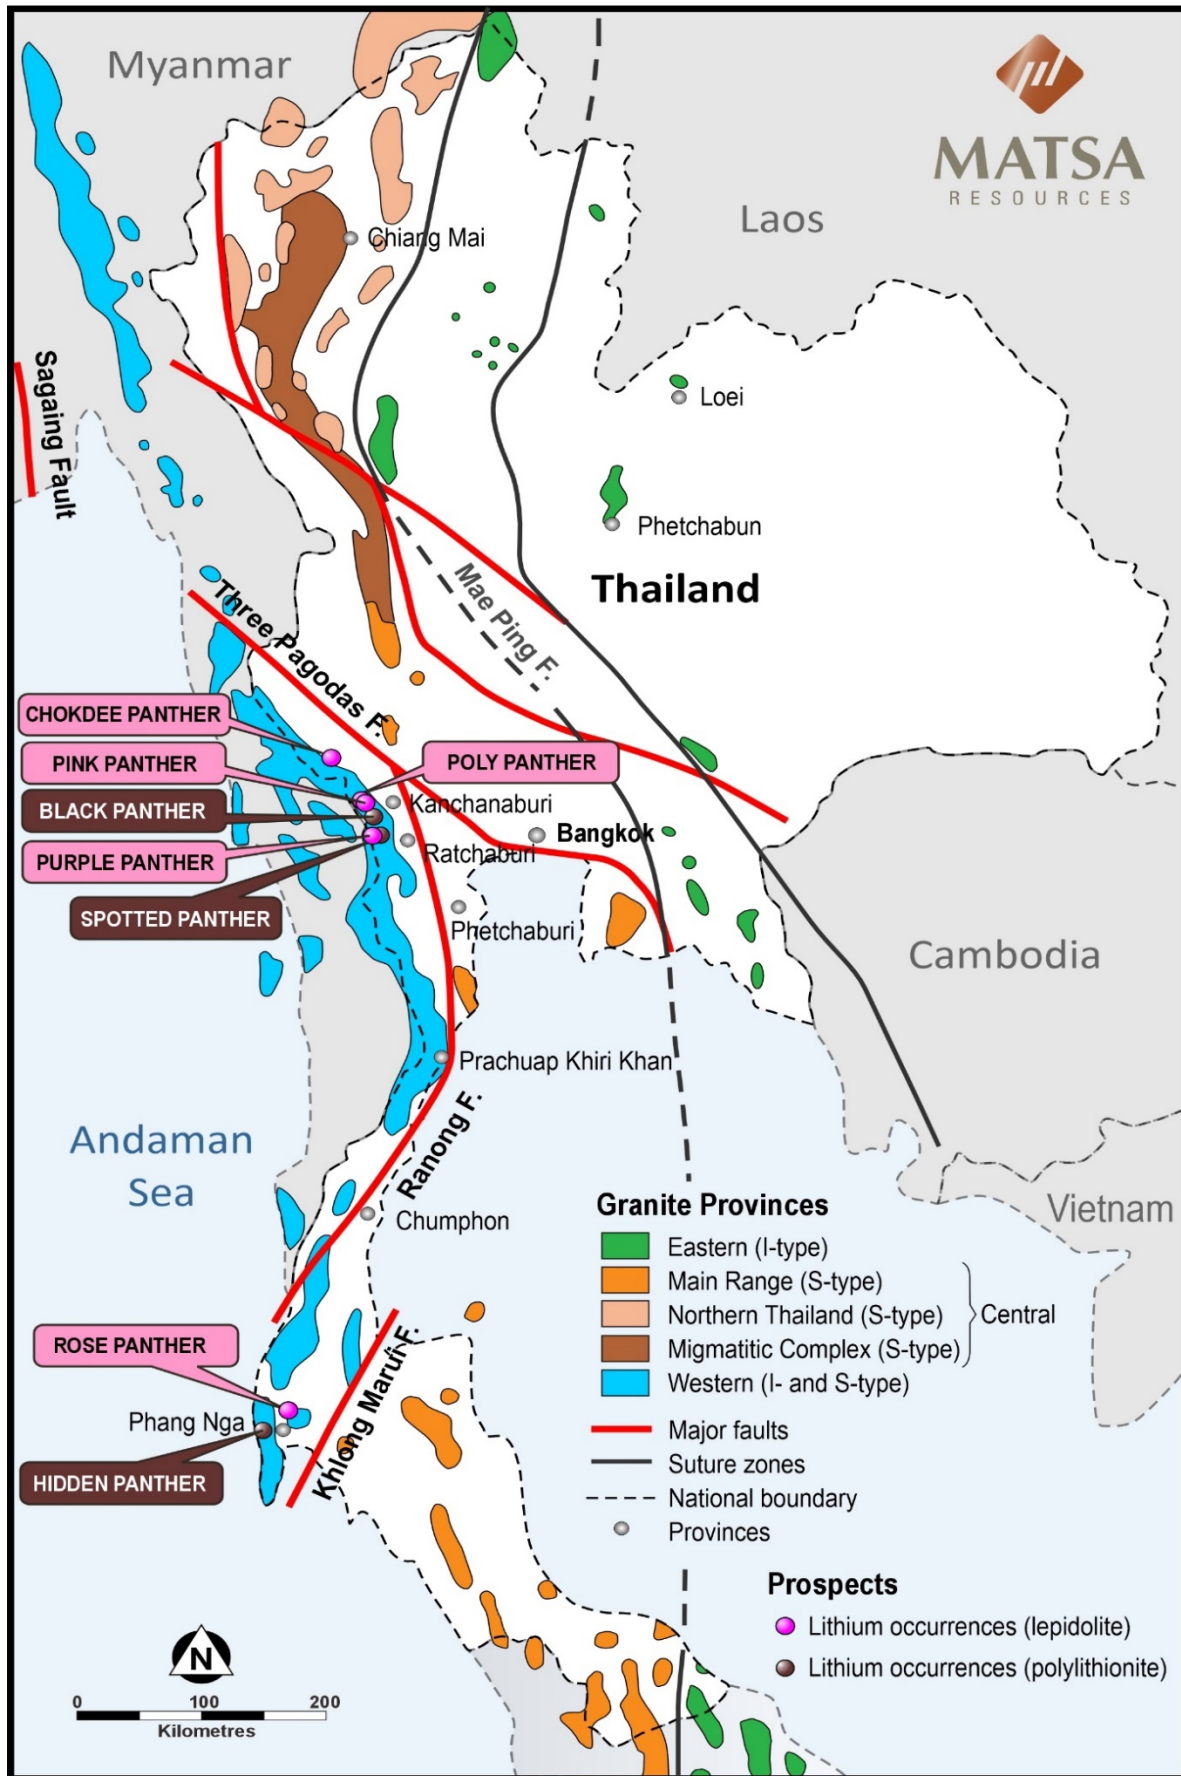 Myanmar
MATSA
RESOURCES
Laos
Chiang Mai
Sagaing Fault
Loei
Phetchabun
Thailand
Mae Ping F.
Three Pagodas F.
CHOKDEE PANTHER
PINK PANTHER
POLY PANTHER
BLACK PANTHER
Kanchanaburi
Bangkok
PURPLE PANTHER
Ratchaburi
SPOTTED PANTHER
Phetchaburi
Cambodia
Prachuap Khiri Khan
Andaman
Sea
Ranong F.
Chumphon
Vietnam
Granite Provinces
Eastern (I-type)
Main Range (S-type)
Northern Thailand (S-type)
Central
Migmatitic Complex (S-type)
Western (I- and S-type)
Major faults
Suture zones
National boundary
Provinces
ROSE PANTHER
Khlong Marui F.
Phang Nga
HIDDEN PANTHER
Prospects
Lithium occurrences (lepidolite)
Lithium occurrences (polylithionite)
N
0 100 200
Kilometres